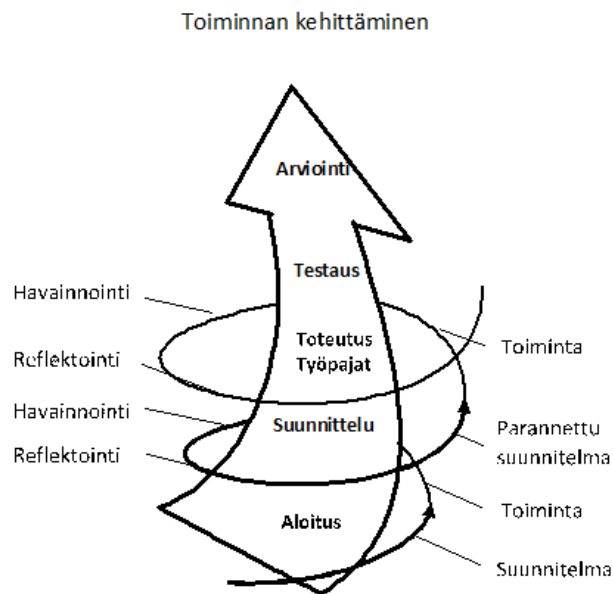 Toiminnan kehittäminen
Arviointi
Testaus
Havainnointi
Toteutus
Työpajat
Toiminta
Reflektointi
Havainnointi
Suunnittelu
Parannettu
suunnitelma
Reflektointi
Aloitus
Toiminta
Suunnitelma